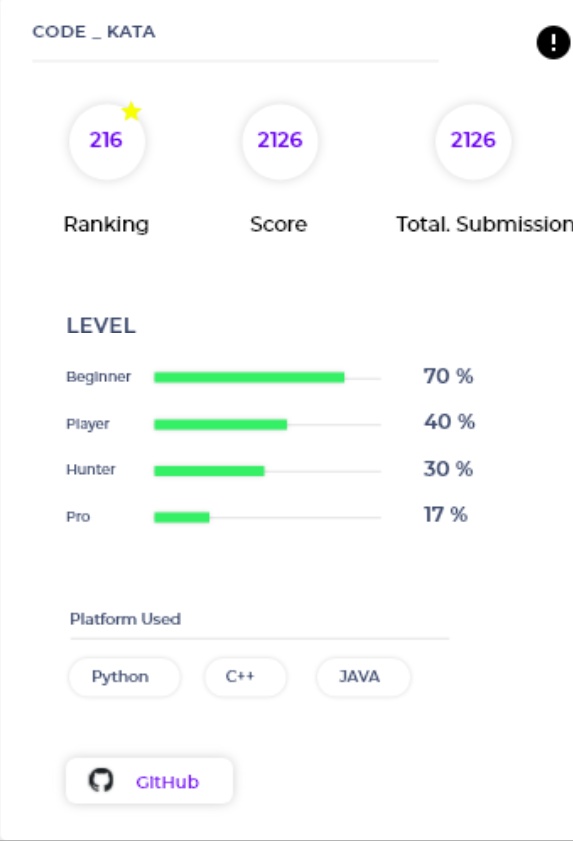 CODE _ KATA
!
216 2126 2126
Ranking Score Total. Submission
LEVEL
Beginner 70 %
Player 40 %
Hunter 30 %
Pro 17 %
Platform Used
Python C++ JAVA
GitHub